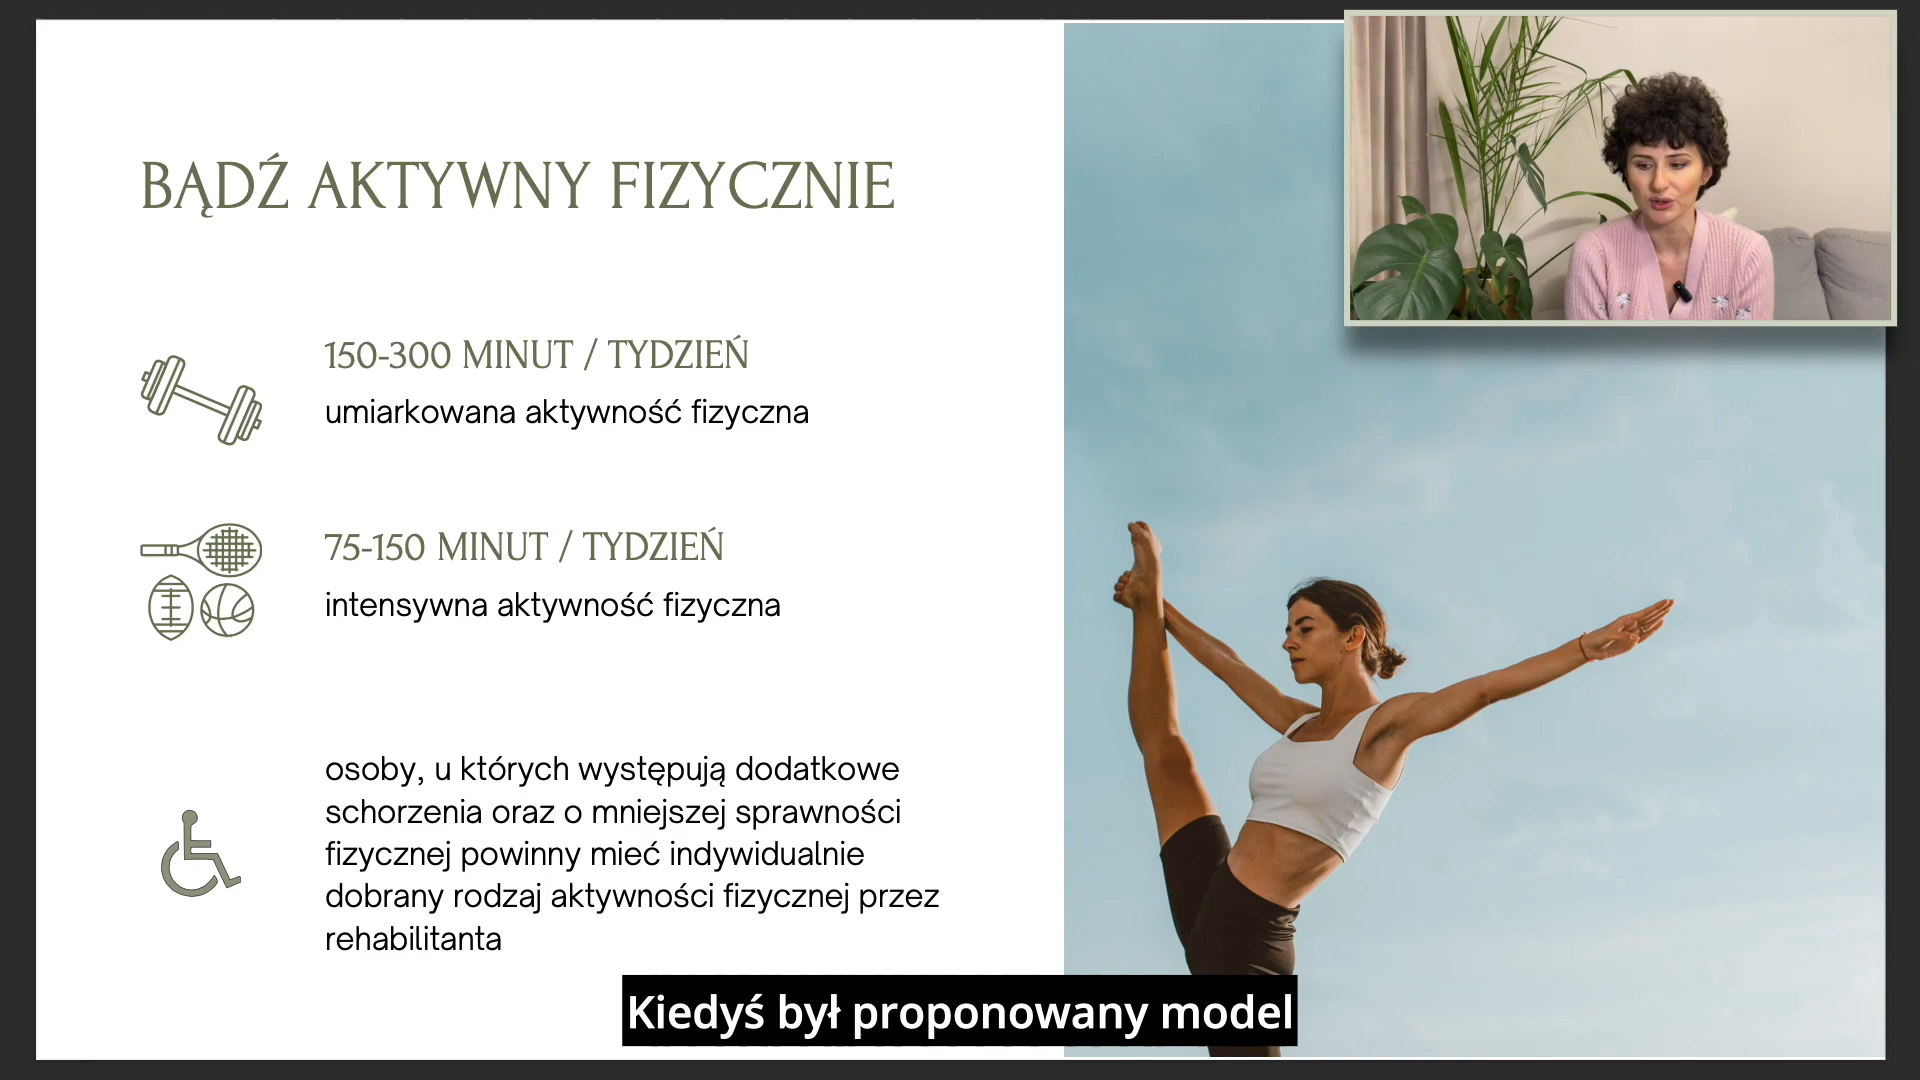 BĄDŹ AKTYWNY FIZYCZNIE
150-300 MINUT / TYDZIEŃ
umiarkowana aktywność fizyczna
75-150 MINUT / TYDZIEŃ
intensywna aktywność fizyczna
osoby, u których występują dodatkowe
schorzenia oraz o mniejszej sprawności
fizycznej powinny mieć indywidualnie
dobrany rodzaj aktywności fizycznej przez
rehabilitanta
Kiedyś był proponowany model